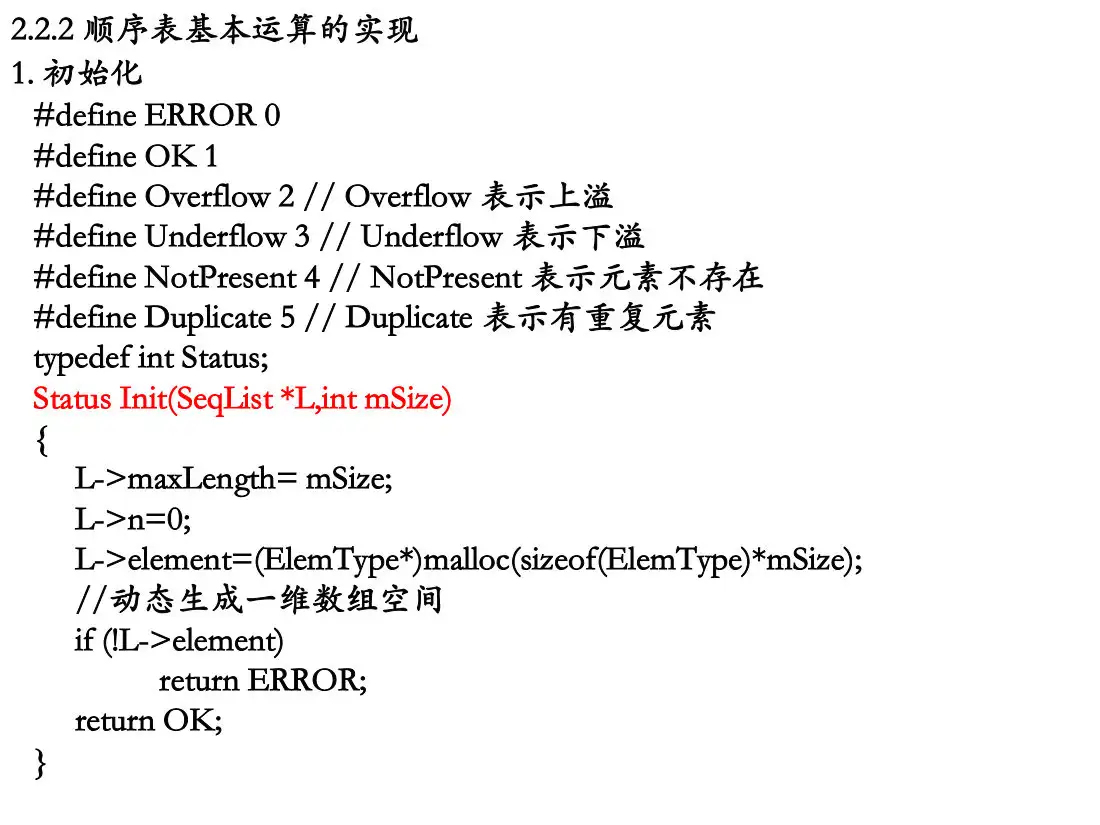 2.2.2 顺序表基本运算的实现
1. 初始化
#define ERROR 0
#define OK 1
#define Overflow 2 // Overflow 表示上溢
#define Underflow 3 // Underflow 表示下溢
#define NotPresent 4 // NotPresent 表示元素不存在
#define Duplicate 5 // Duplicate 表示有重复元素
typedef int Status;
Status Init(SeqList *L,int mSize)
{
L->maxLength= mSize;
L->n=0;
L->element=(ElemType*)malloc(sizeof(ElemType)*mSize);
//动态生成一维数组空间
if (!L->element)
return ERROR;
return OK;
}